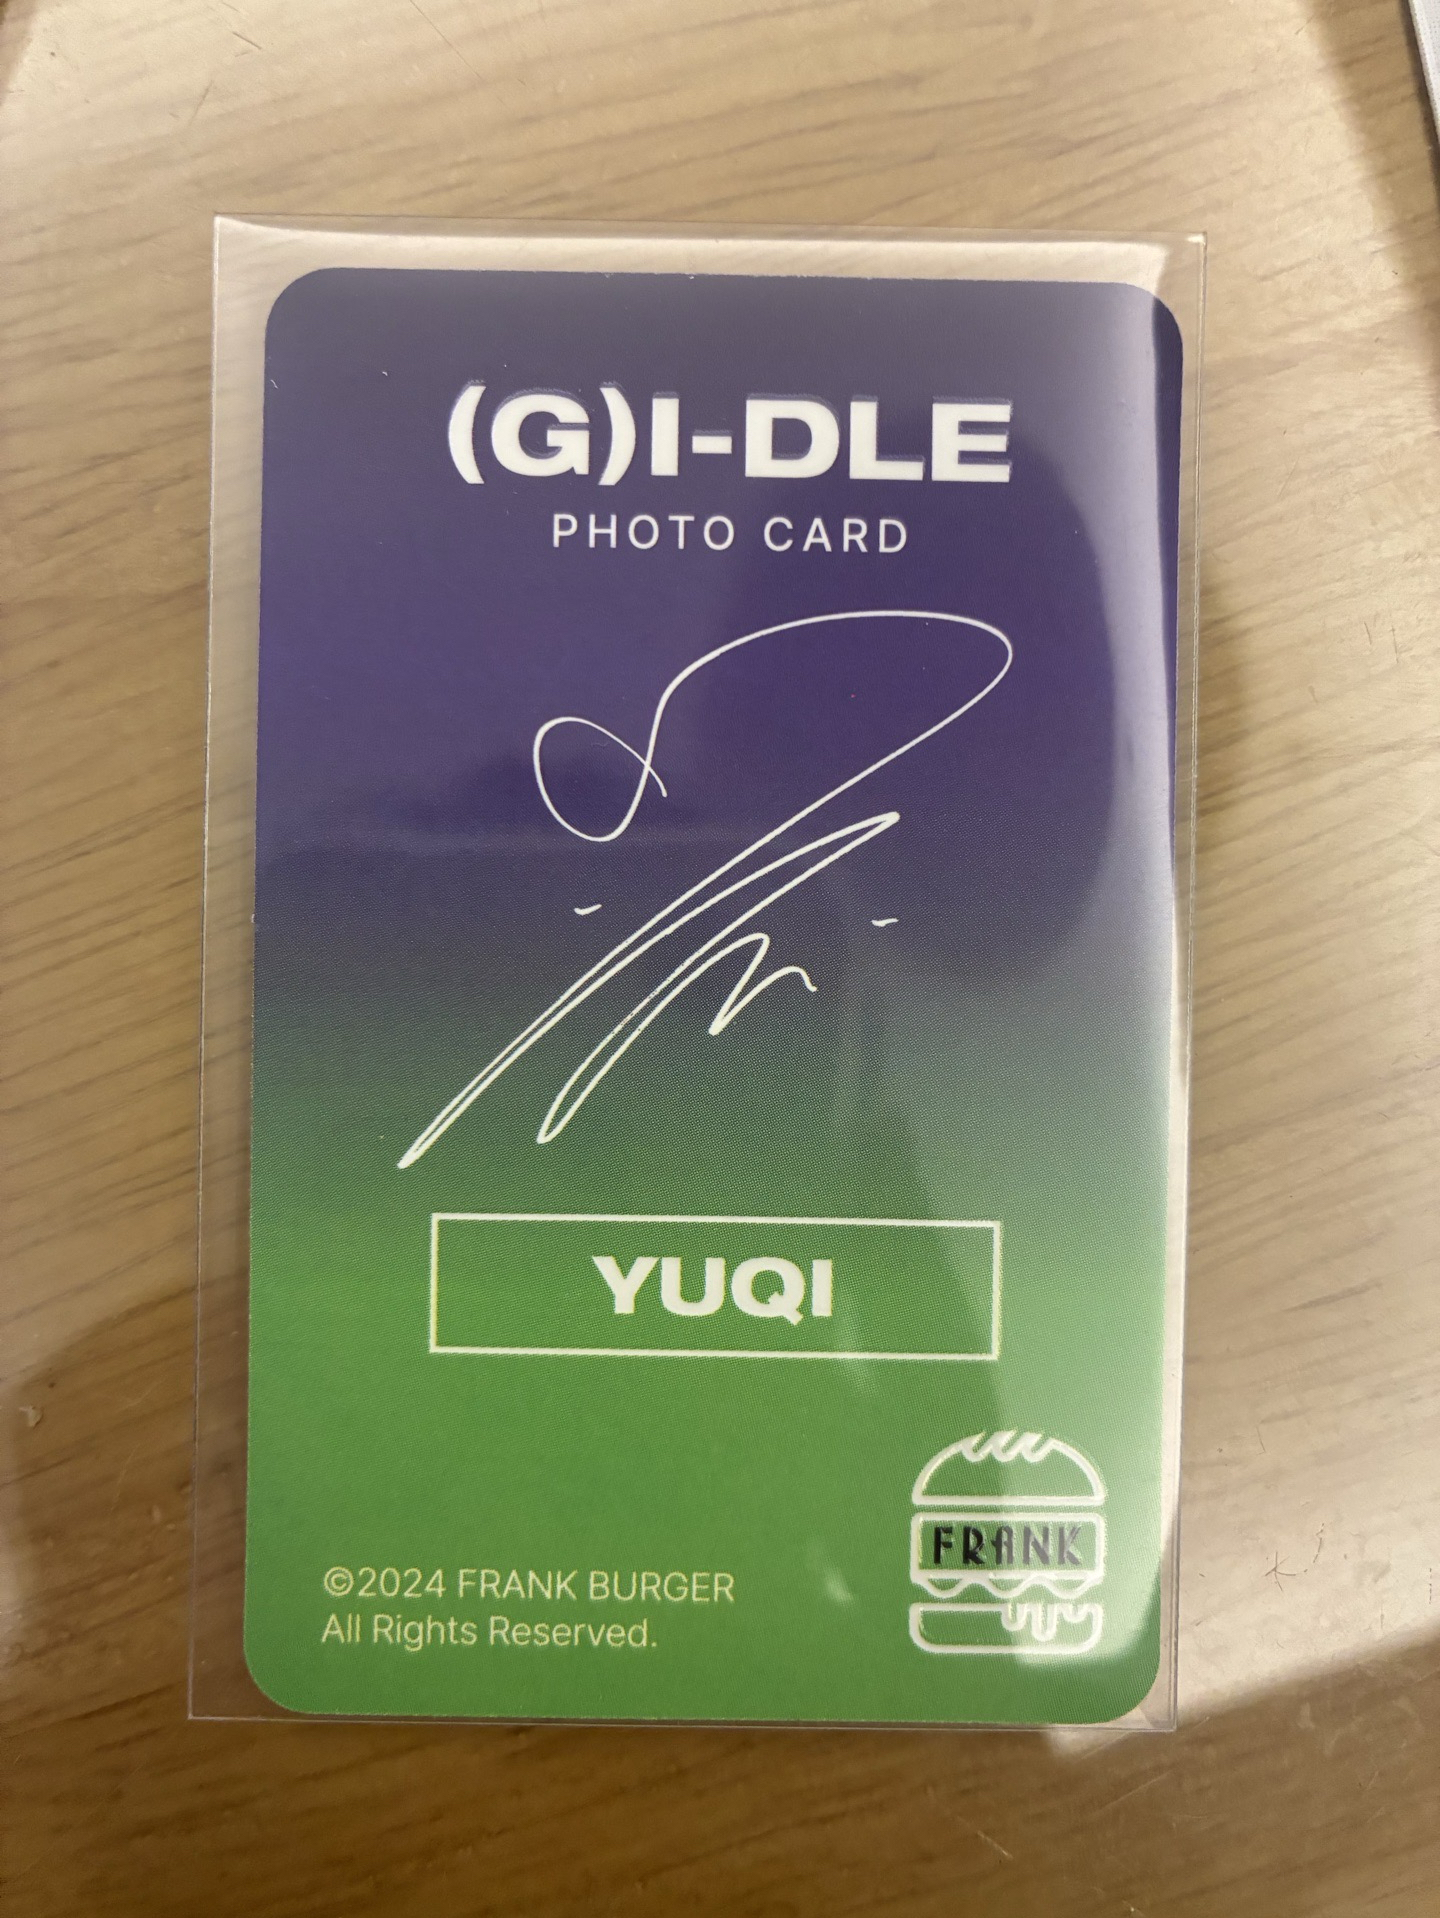 (G)I-DLE
PHOTO CARD
YUQI
FRANK
©2024 FRANK BURGER
All Rights Reserved.